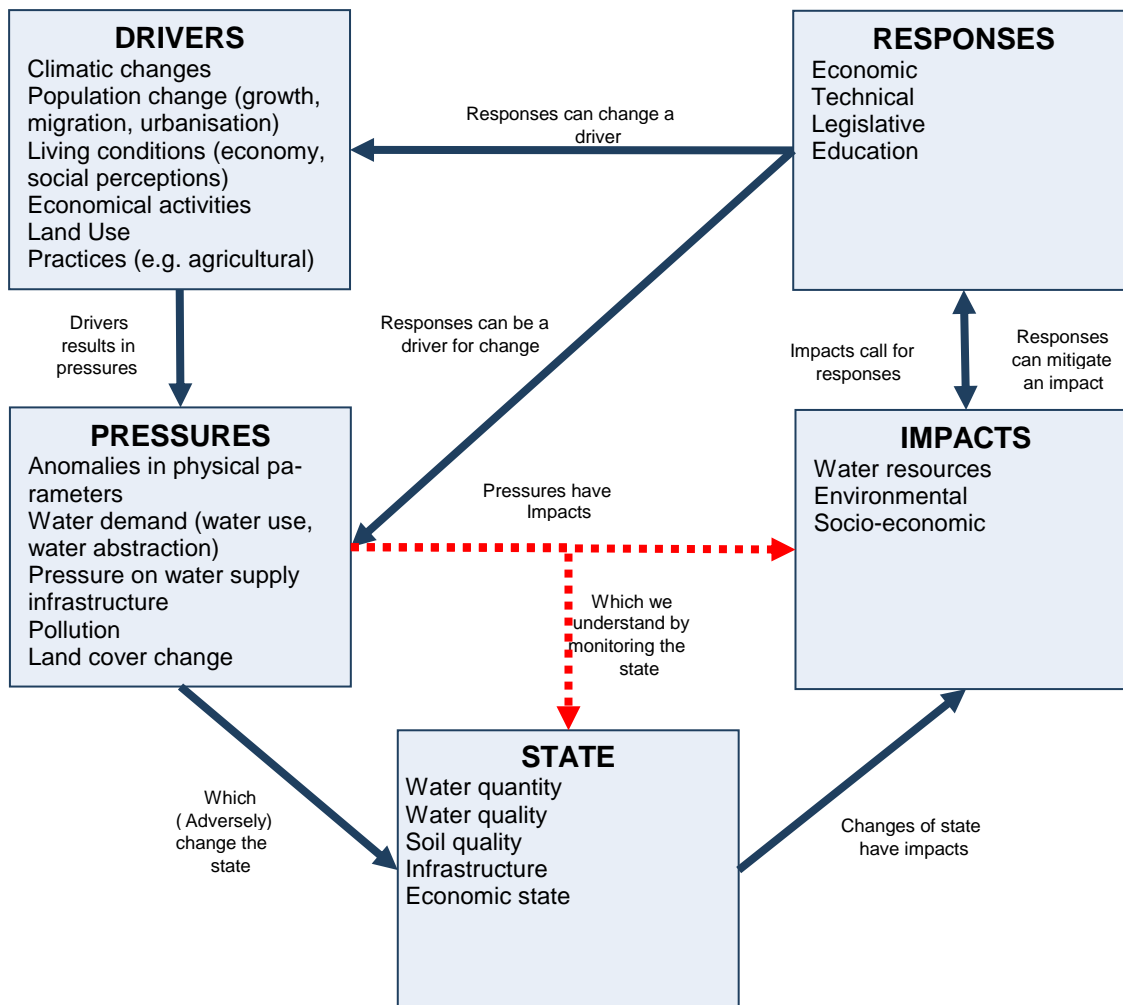 DRIVERS
Climatic changes
Population change (growth,
migration, urbanisation)
Living conditions (economy,
social perceptions)
Economical activities
Land Use
Practices (e.g. agricultural)
Responses can change a
driver
RESPONSES
Economic
Technical
Legislative
Education
Drivers
results in
pressures
Responses can be a
driver for change
Impacts call for
responses
Responses
can mitigate
an impact
PRESSURES
Anomalies in physical pa-
rameters
Water demand (water use,
water abstraction)
Pressure on water supply
infrastructure
Pollution
Land cover change
Pressures have
Impacts
IMPACTS
Water resources
Environmental
Socio-economic
Which we
understand by
monitoring the
state
Which
( Adversely)
change the
state
STATE
Water quantity
Water quality
Soil quality
Infrastructure
Economic state
Changes of state
have impacts